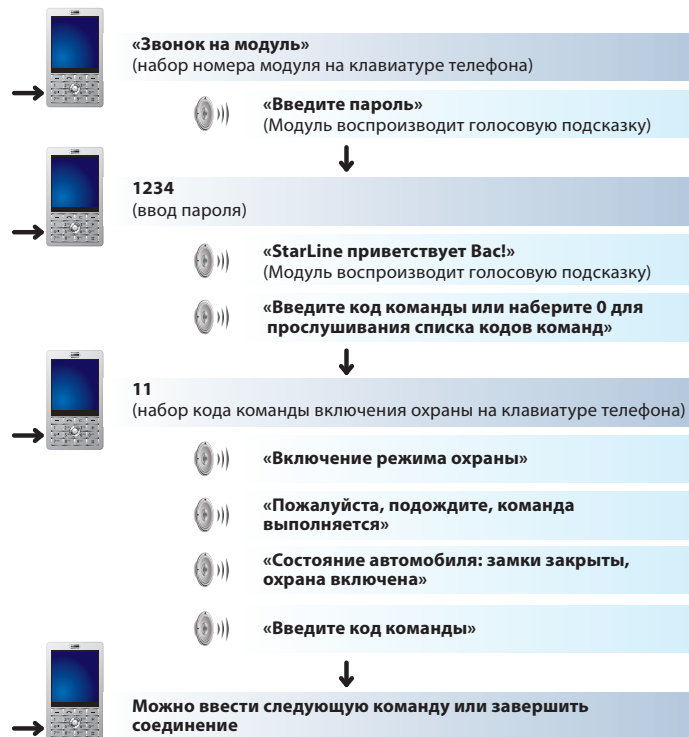 «Звонок на модуль»
(набор номера модуля на клавиатуре телефона)
«Введите пароль»
(Модуль воспроизводит голосовую подсказку)
1234
(ввод пароля)
«StarLine приветствует Вас!»
(Модуль воспроизводит голосовую подсказку)
«Введите код команды или наберите 0 для
прослушивания списка кодов команд»
11
(набор кода команды включения охраны на клавиатуре телефона)
«Включение режима охраны»
«Пожалуйста, подождите, команда
выполняется»
«Состояние автомобиля: замки закрыты,
охрана включена»
«Введите код команды»
Можно ввести следующую команду или завершить
соединение